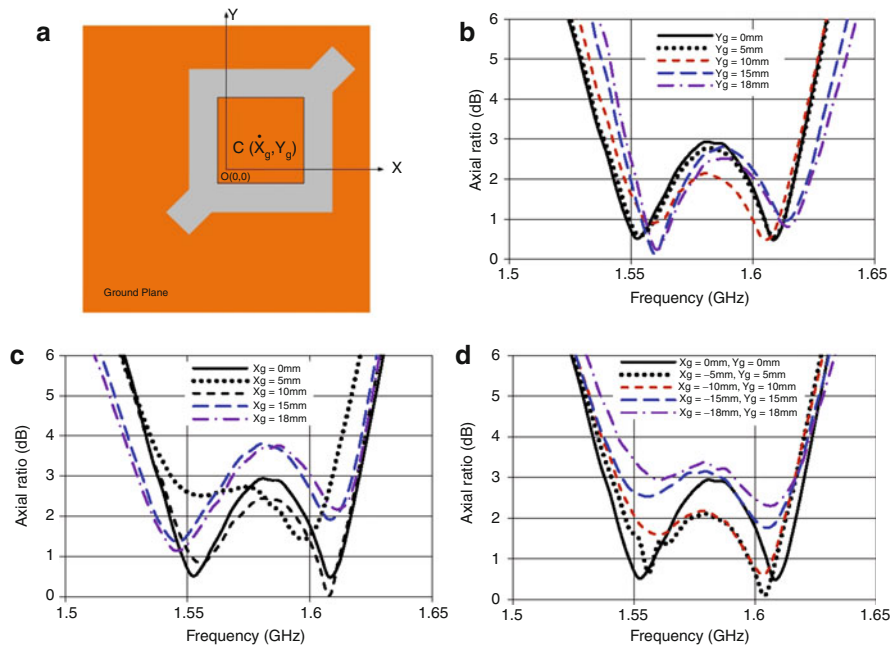 a
Y
C (Ẋg,Yg)
X
O(0,0)
Ground Plane
b
Axial ratio (dB)
6
5
4
3
2
1
0
Yg = 0mm
Yg = 5mm
Yg = 10mm
Yg = 15mm
Yg = 18mm
1.5
1.55
1.6
1.65
Frequency (GHz)
c
Axial ratio (dB)
6
5
4
3
2
1
0
Xg = 0mm
Xg = 5mm
Xg = 10mm
Xg = 15mm
Xg = 18mm
1.5
1.55
1.6
1.65
Frequency (GHz)
d
Axial ratio (dB)
6
5
4
3
2
1
0
Xg = 0mm, Yg = 0mm
Xg = –5mm, Yg = 5mm
Xg = –10mm, Yg = 10mm
Xg = –15mm, Yg = 15mm
Xg = –18mm, Yg = 18mm
1.5
1.55
1.6
1.65
Frequency (GHz)